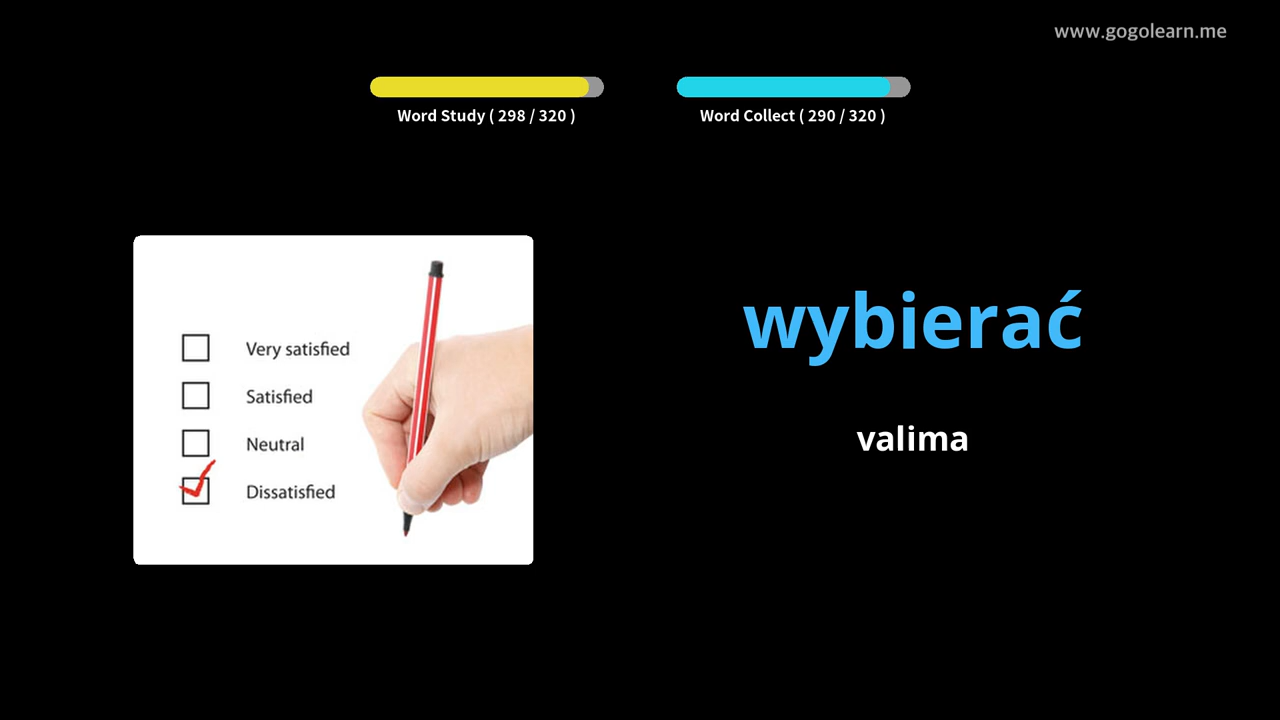 www.gogolearn.me
Word Study ( 298 / 320 )
Word Collect ( 290 / 320 )
Very satisfied
Satisfied
Neutral
Dissatisfied
wybierać
valima